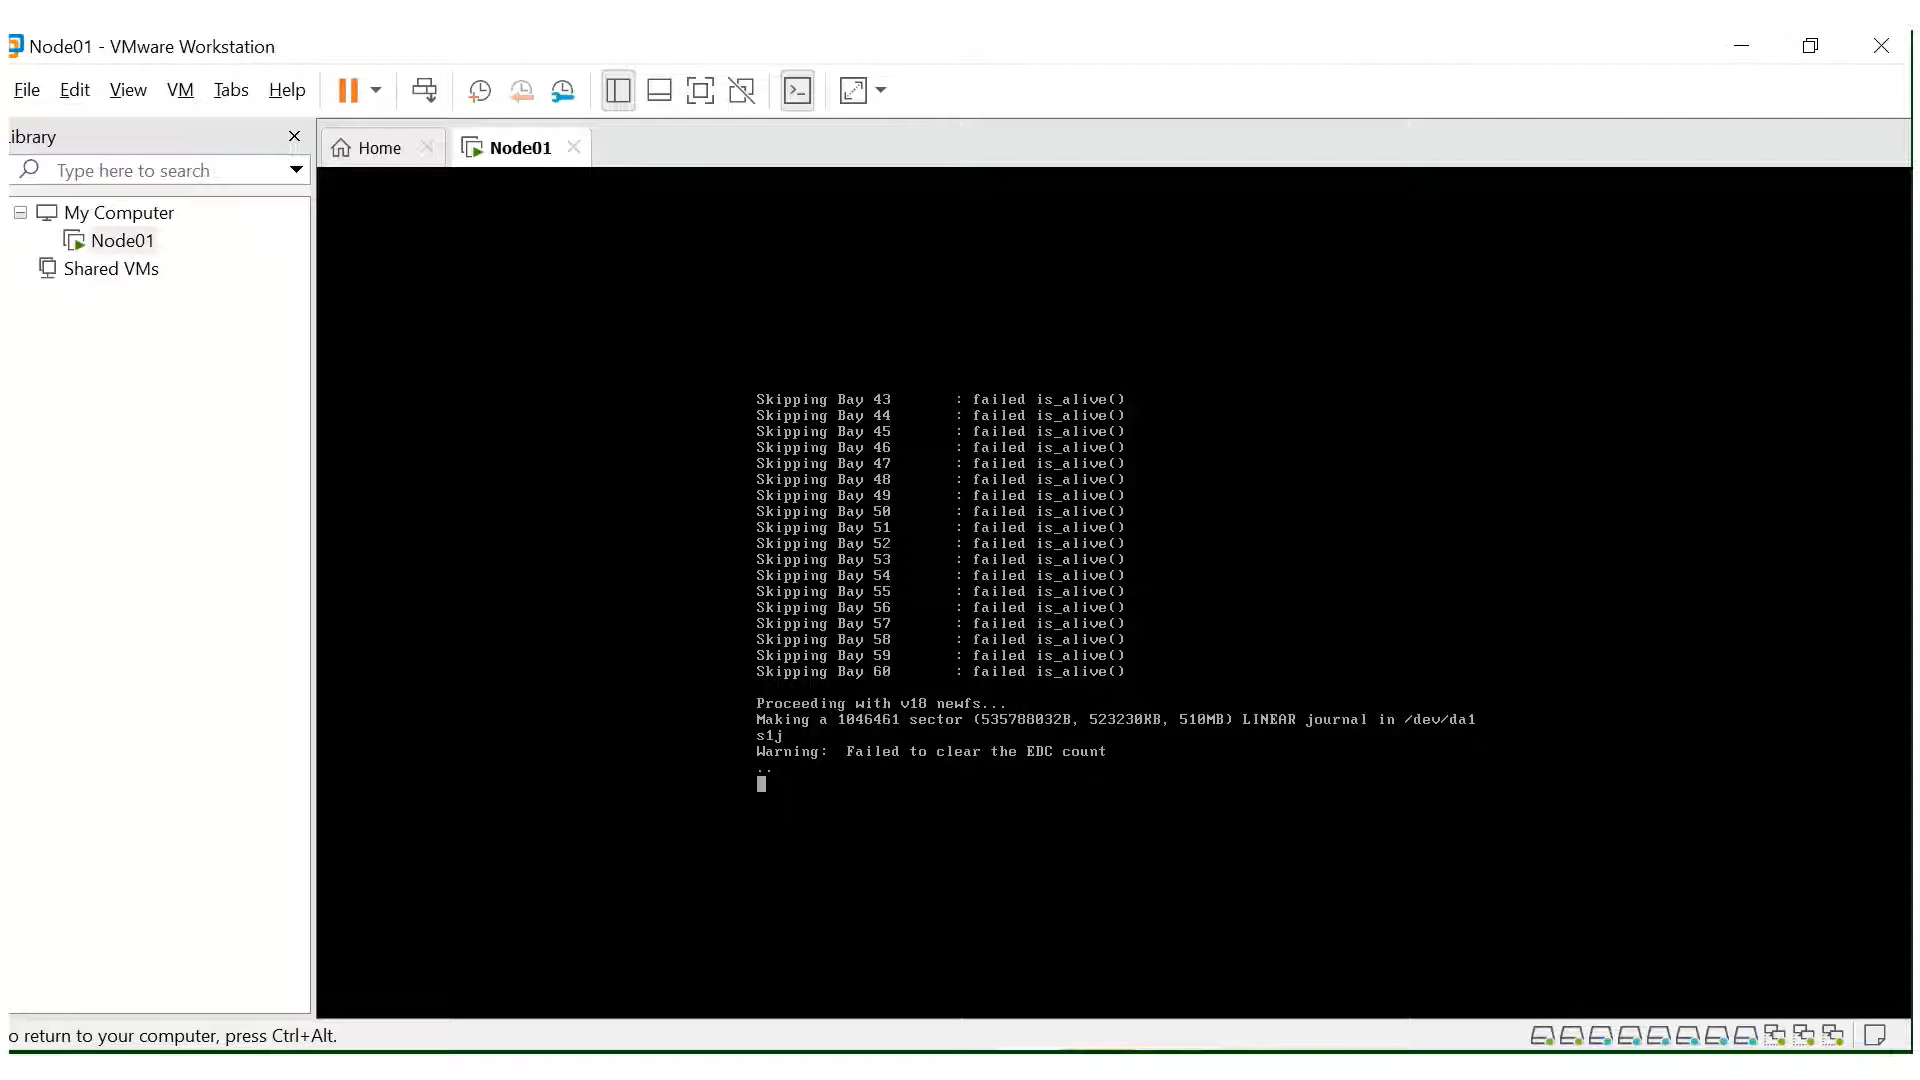 Node01 - VMware Workstation
File Edit View VM Tabs Help
ibrary
Home
Node01
Type here to search
My Computer
Node01
Shared VMs
Skipping Bay 43 : failed is_alive()
Skipping Bay 44 : failed is_alive()
Skipping Bay 45 : failed is_alive()
Skipping Bay 46 : failed is_alive()
Skipping Bay 47 : failed is_alive()
Skipping Bay 48 : failed is_alive()
Skipping Bay 49 : failed is_alive()
Skipping Bay 50 : failed is_alive()
Skipping Bay 51 : failed is_alive()
Skipping Bay 52 : failed is_alive()
Skipping Bay 53 : failed is_alive()
Skipping Bay 54 : failed is_alive()
Skipping Bay 55 : failed is_alive()
Skipping Bay 56 : failed is_alive()
Skipping Bay 57 : failed is_alive()
Skipping Bay 58 : failed is_alive()
Skipping Bay 59 : failed is_alive()
Skipping Bay 60 : failed is_alive()
Proceeding with v18 newfs...
Making a 1046461 sector (535788032B, 523230KB, 510MB) LINEAR journal in /dev/da1
s1j
Warning: Failed to clear the EDC count
..
o return to your computer, press Ctrl+Alt.